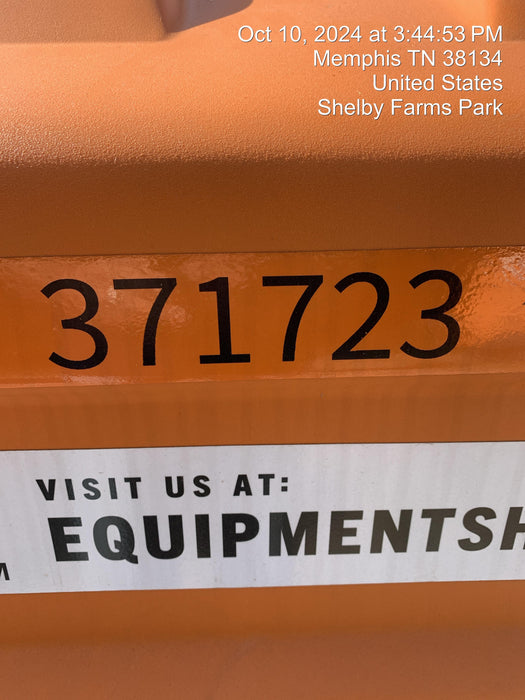 Oct 10, 2024 at 3:44:53 PM
Memphis TN 38134
United States
Shelby Farms Park
371723
VISIT US AT:
EQUIPMENTSH
M